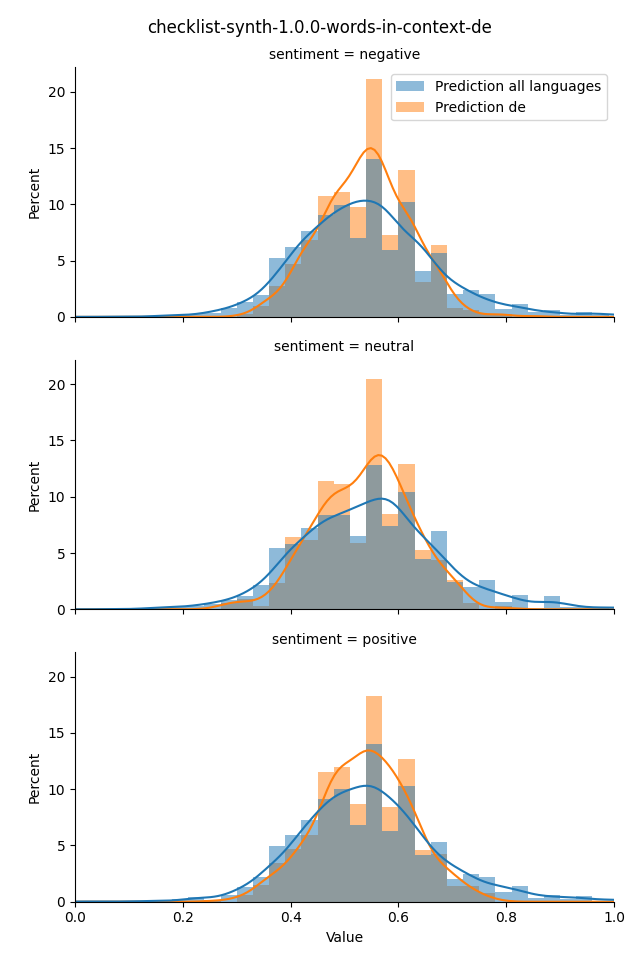 checklist-synth-1.0.0-words-in-context-de
sentiment = negative
Prediction all languages
Prediction de
20
15
10
5
0
Percent
sentiment = neutral
20
15
10
5
0
Percent
sentiment = positive
20
15
10
5
0
Percent
0.0 0.2 0.4 0.6 0.8 1.0
Value